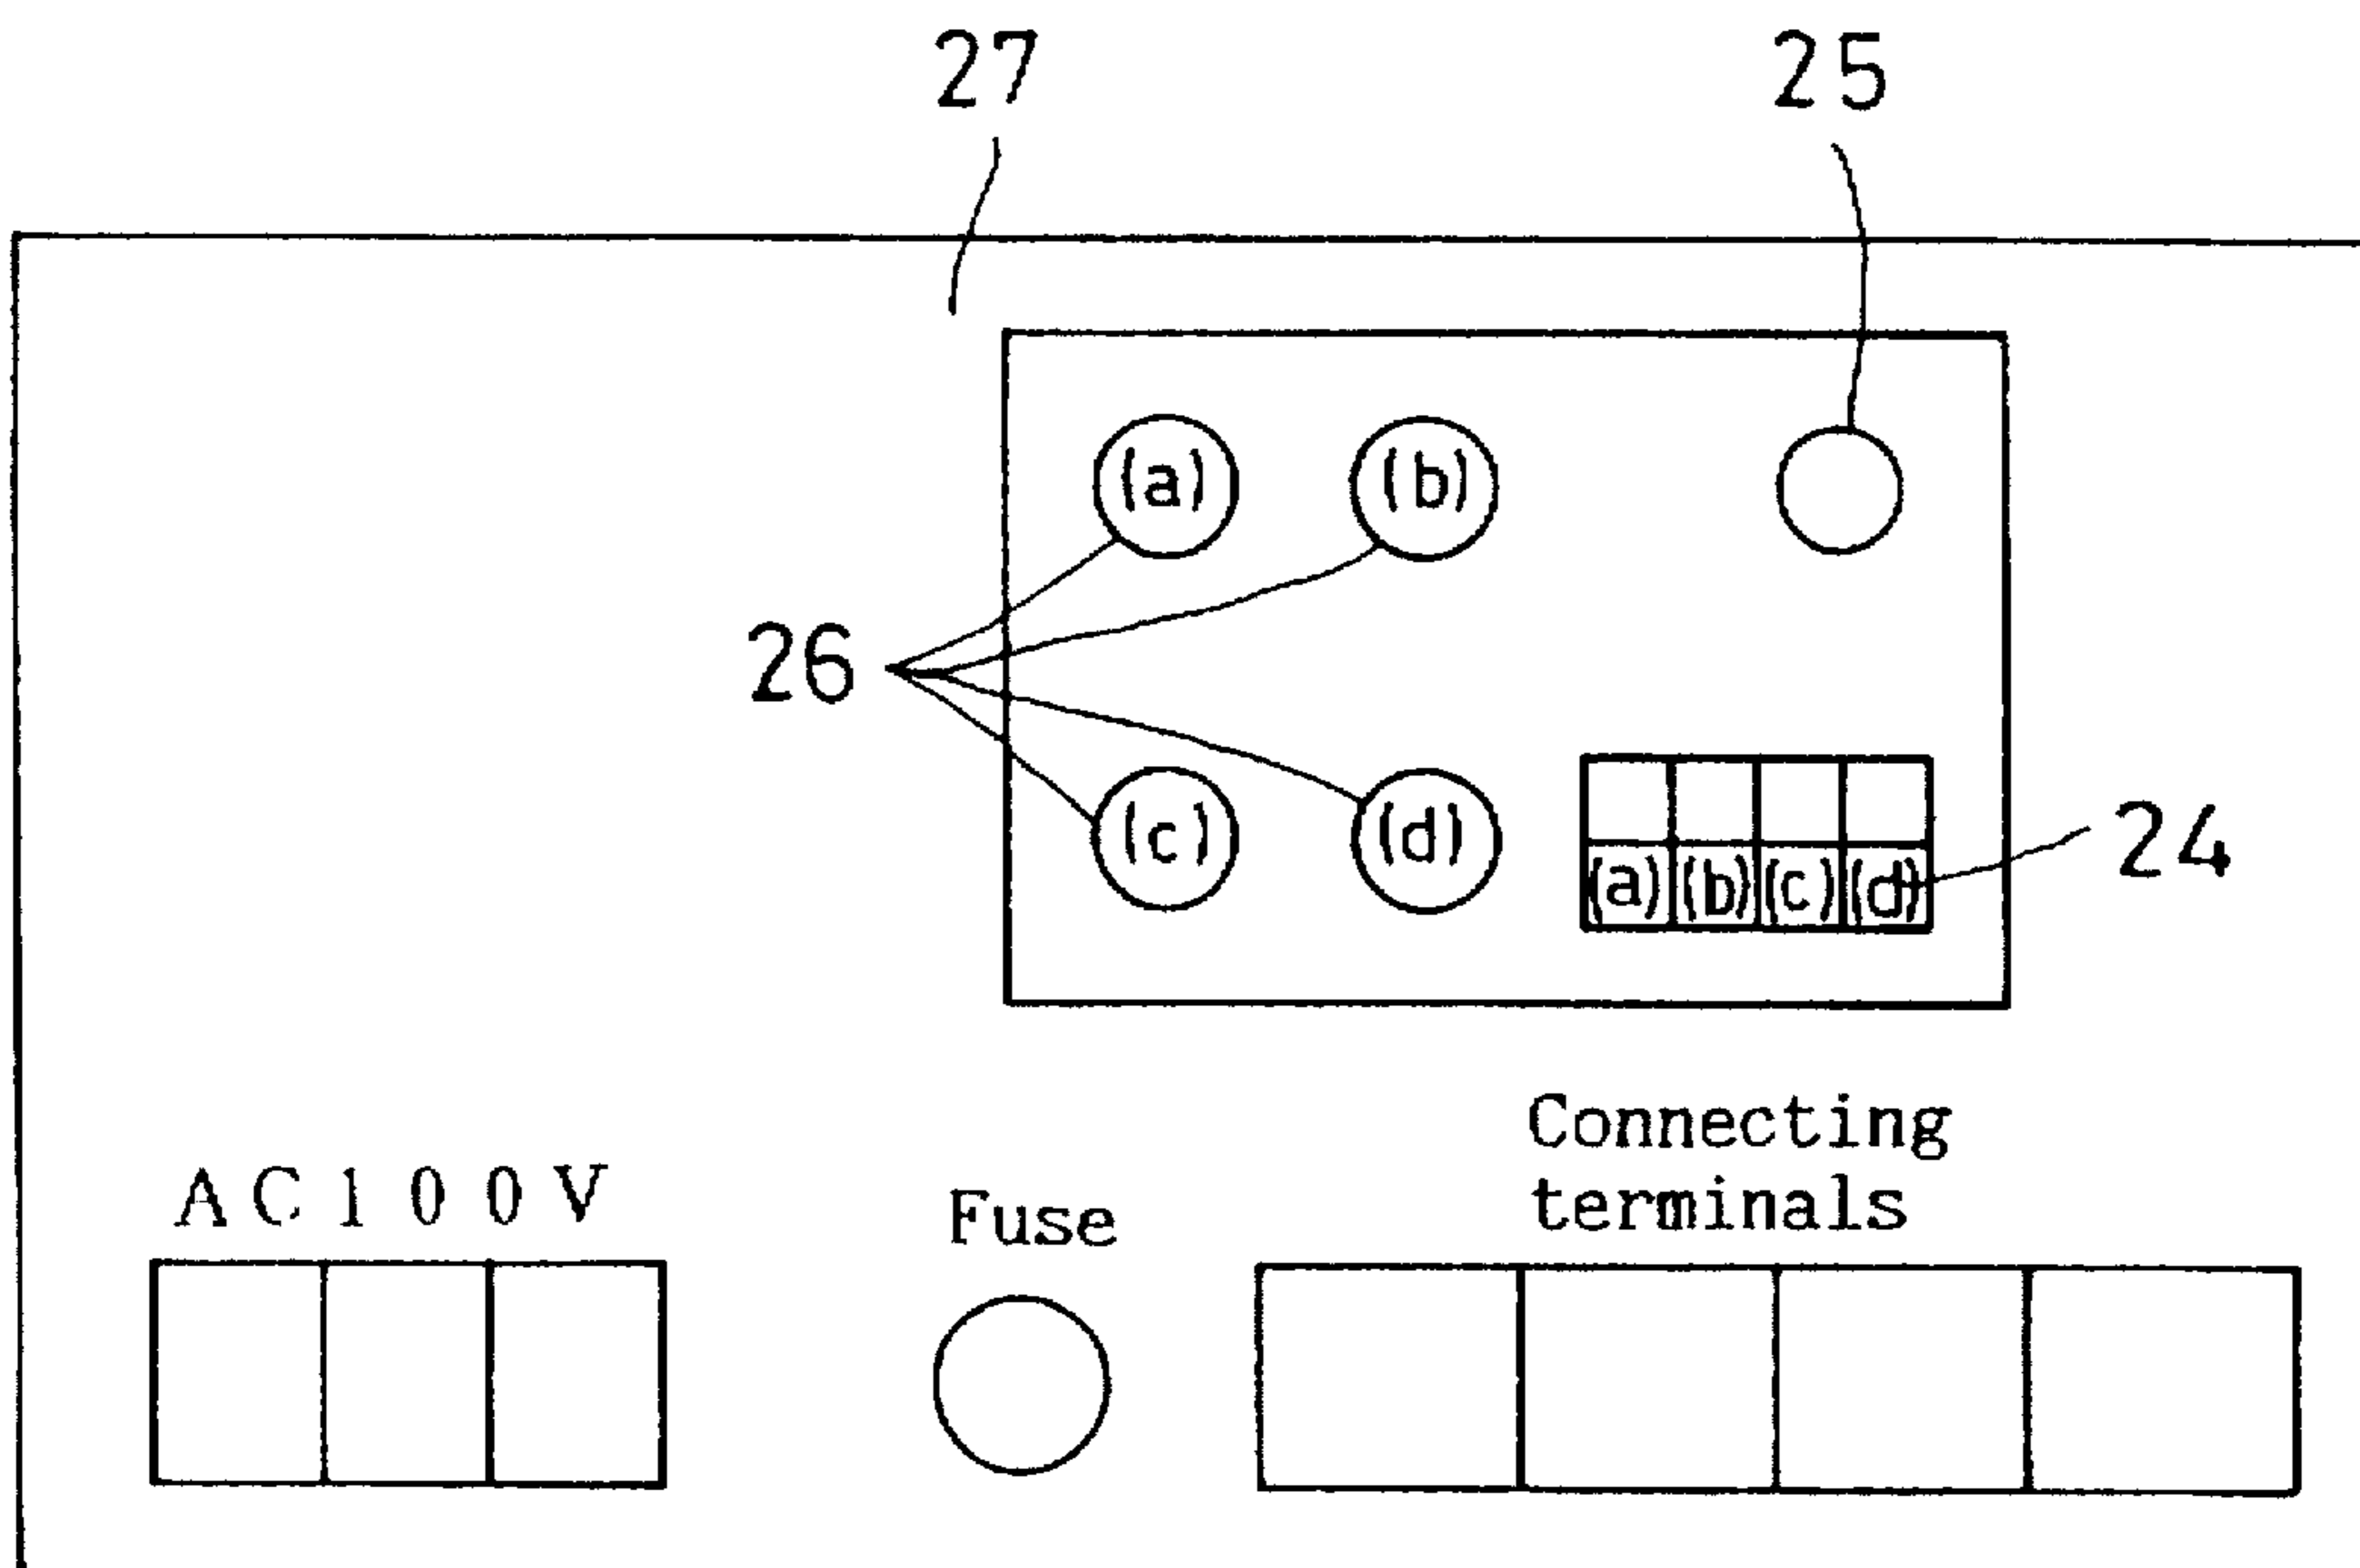 27 25
(a) (b)
26
(c) (d)
(a) (b) (c) (d) 24
Connecting
terminals
AC100V
Fuse